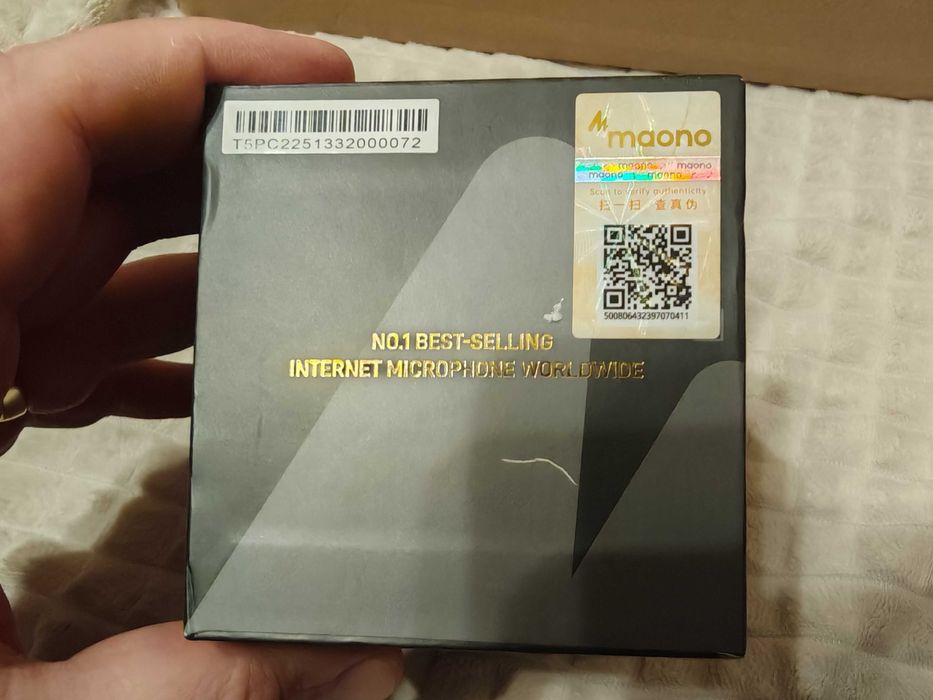 T5PC2251332000072
maono
maono maono
maono maono
Scan to verify authenticity
扫一扫 查真伪
500806432397070411
NO.1 BEST-SELLING
INTERNET MICROPHONE WORLDWIDE